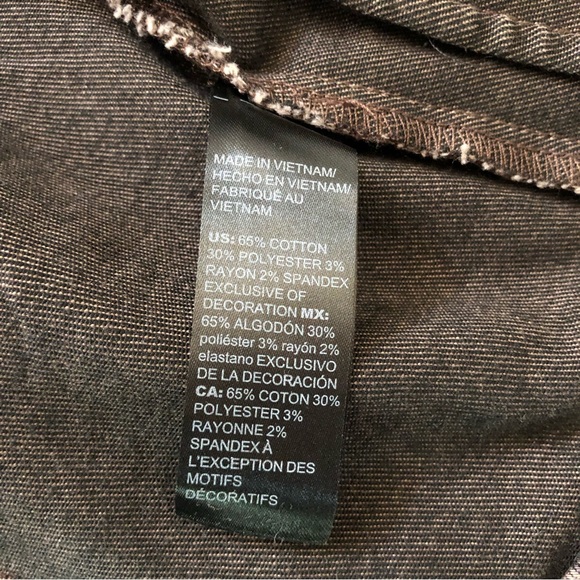 MADE IN VIETNAM/
HECHO EN VIETNAM/
FABRIQUÉ AU
VIETNAM
US: 65% COTTON
30% POLYESTER 3%
RAYON 2% SPANDEX
EXCLUSIVE OF
DECORATION MX:
65% ALGODÓN 30%
poliéster 3% rayón 2%
elastano EXCLUSIVO
DE LA DECORACIÓN
CA: 65% COTON 30%
POLYESTER 3%
RAYONNE 2%
SPANDEX À
L'EXCEPTION DES
MOTIFS
DÉCORATIFS